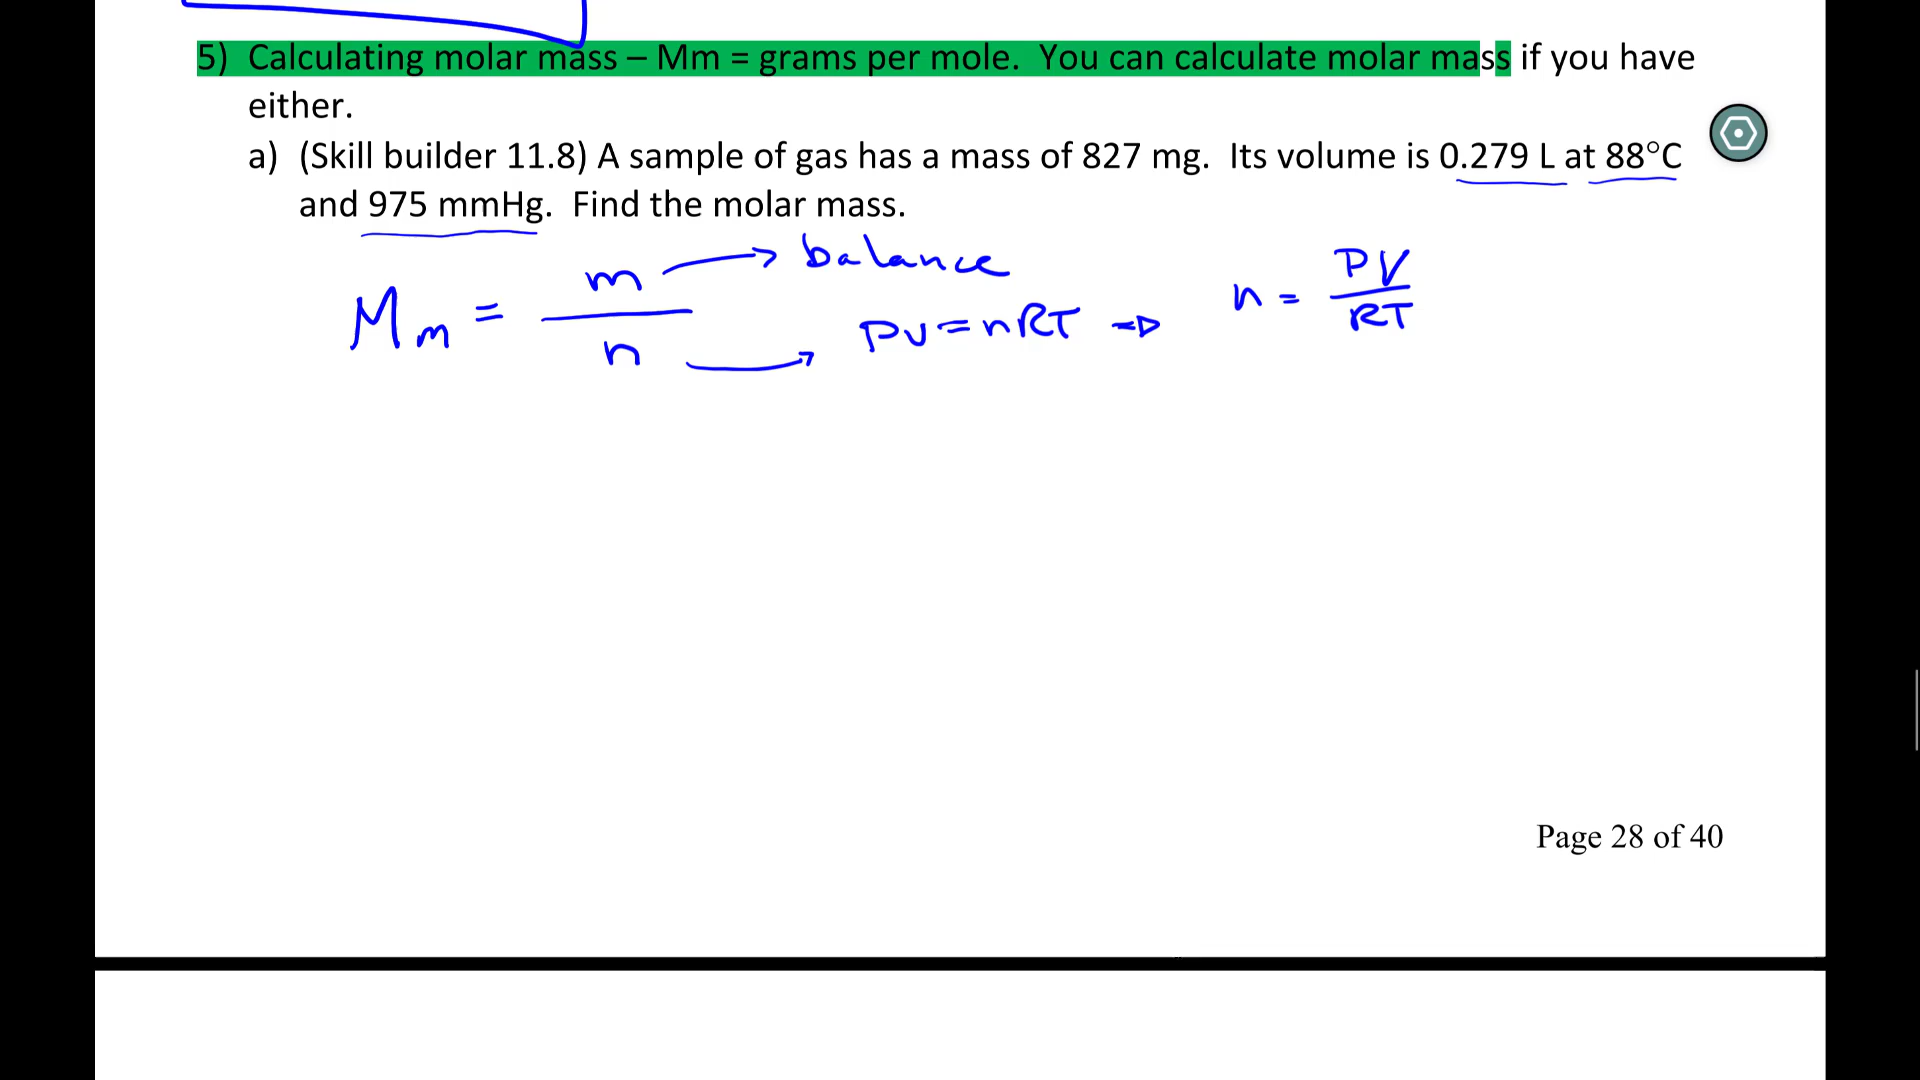 5) Calculating molar mass – Mm = grams per mole. You can calculate molar mass if you have
either.
a) (Skill builder 11.8) A sample of gas has a mass of 827 mg. Its volume is 0.279 L at 88°C
and 975 mmHg. Find the molar mass.
Mm = m/n
m → balance
n → PV = nRT ⇒ n = PV/RT
Page 28 of 40